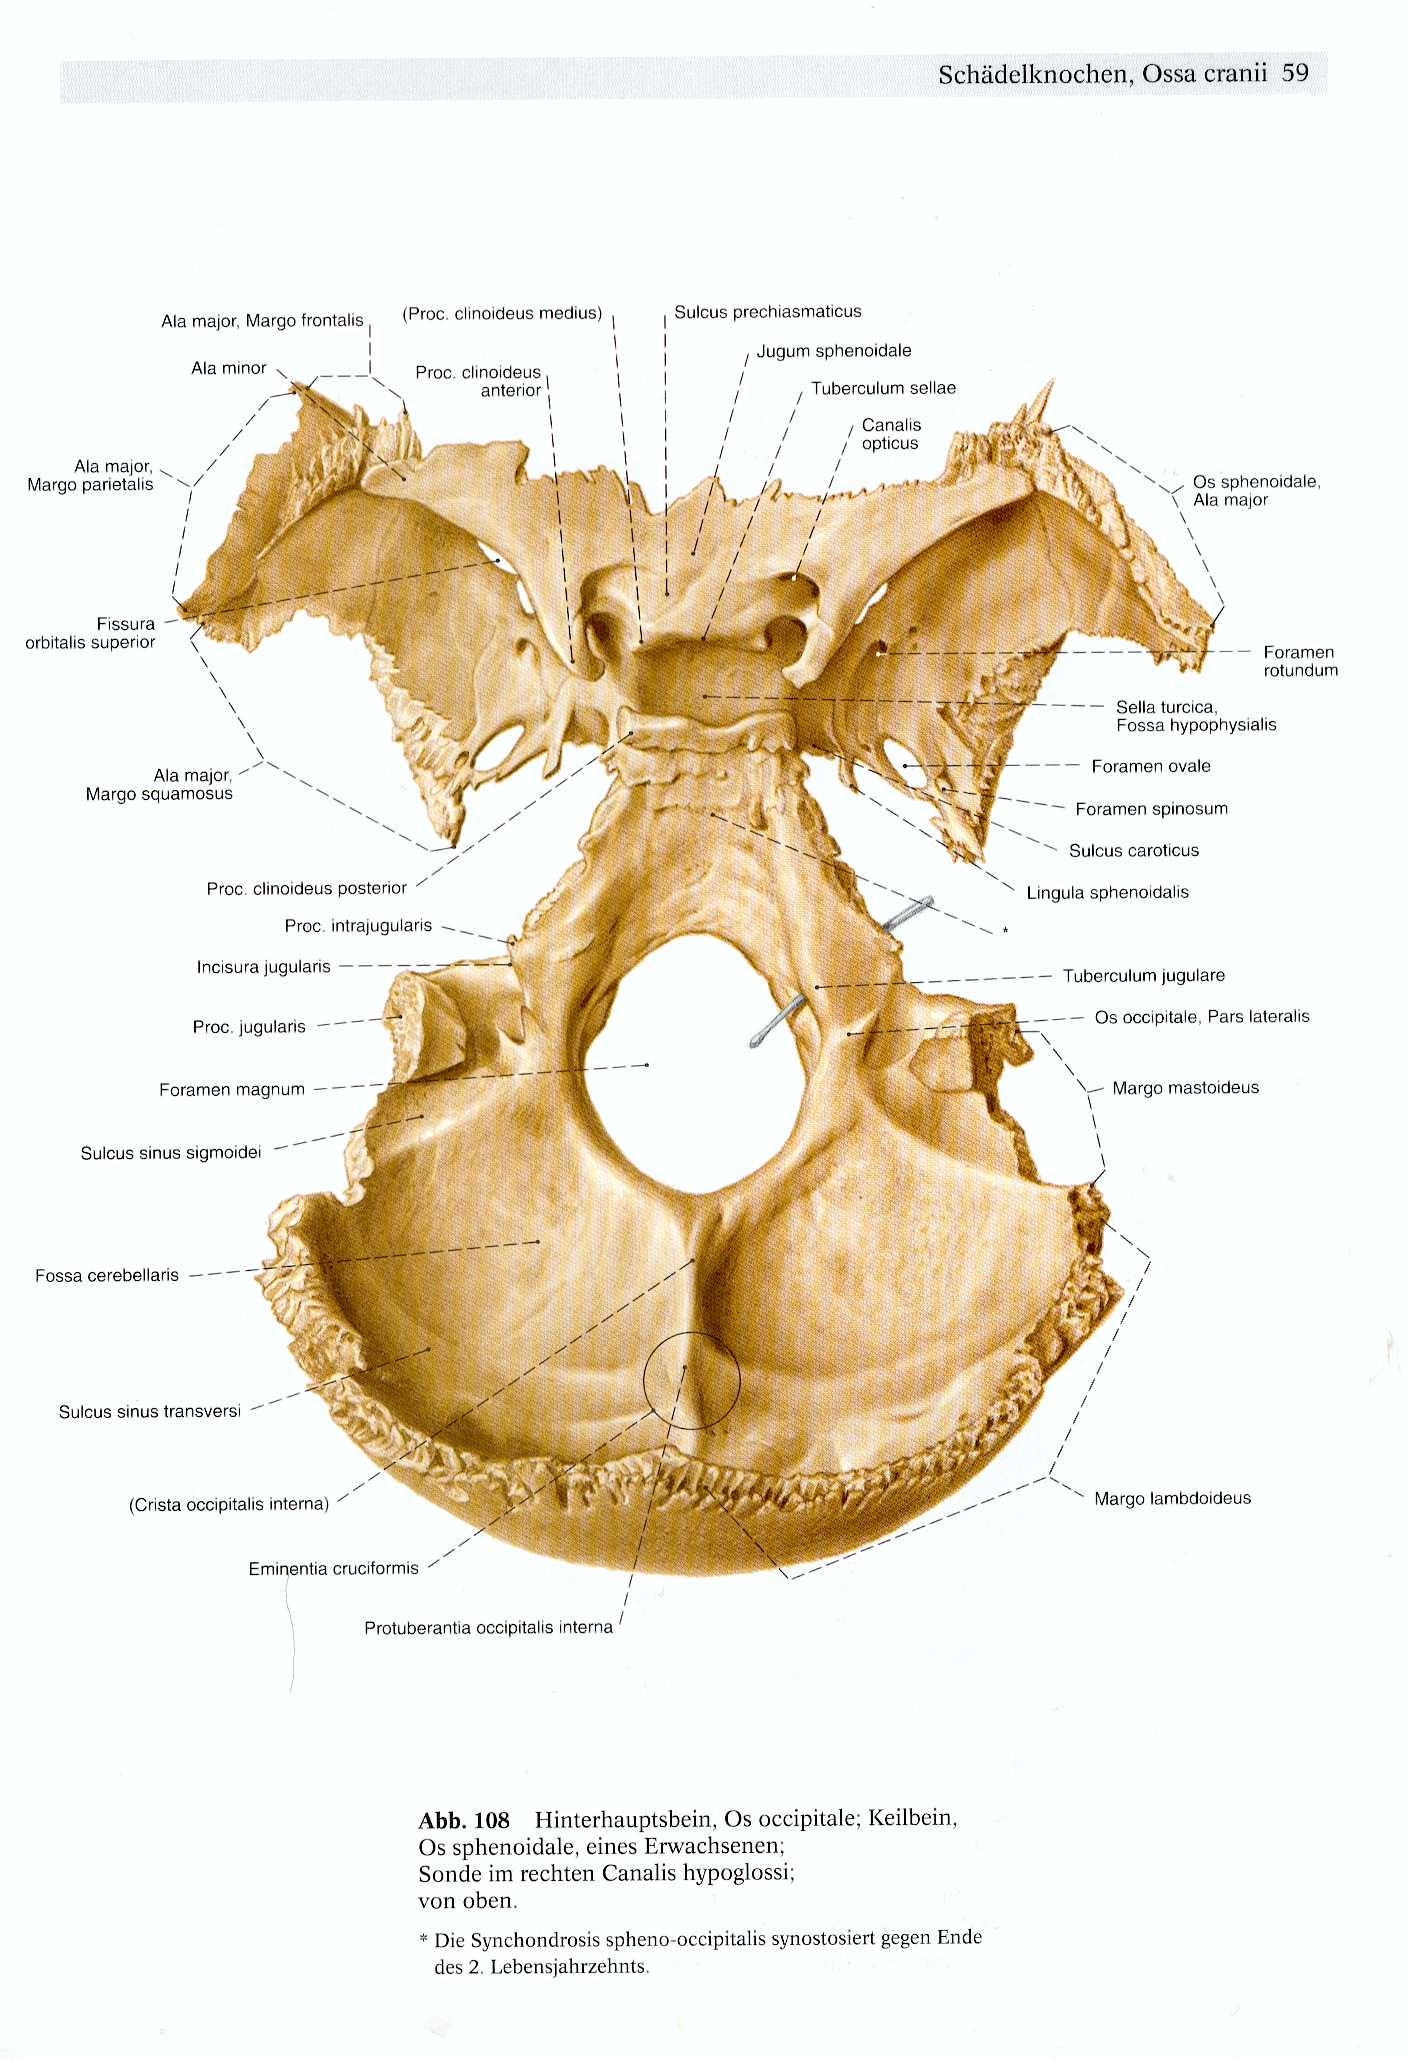 Schädelknochen, Ossa cranii 59
Ala major, Margo frontalis
(Proc. clinoideus medius)
Sulcus prechiasmaticus
Jugum sphenoidale
Ala minor
Proc. clinoideus
anterior
Tuberculum sellae
Canalis
opticus
Ala major,
Margo parietalis
Os sphenoidale,
Ala major
Fissura
orbitalis superior
Foramen
rotundum
Sella turcica,
Fossa hypophysialis
Foramen ovale
Ala major,
Margo squamosus
Foramen spinosum
Sulcus caroticus
Proc. clinoideus posterior
Lingula sphenoidalis
Proc. intrajugularis
*
Incisura jugularis
Tuberculum jugulare
Proc. jugularis
Os occipitale, Pars lateralis
Foramen magnum
Margo mastoideus
Sulcus sinus sigmoidei
Fossa cerebellaris
Sulcus sinus transversi
(Crista occipitalis interna)
Margo lambdoideus
Eminentia cruciformis
Protuberantia occipitalis interna
Abb. 108 Hinterhauptsbein, Os occipitale; Keilbein,
Os sphenoidale, eines Erwachsenen;
Sonde im rechten Canalis hypoglossi;
von oben.
* Die Synchondrosis spheno-occipitalis synostosiert gegen Ende
des 2. Lebensjahrzehnts.